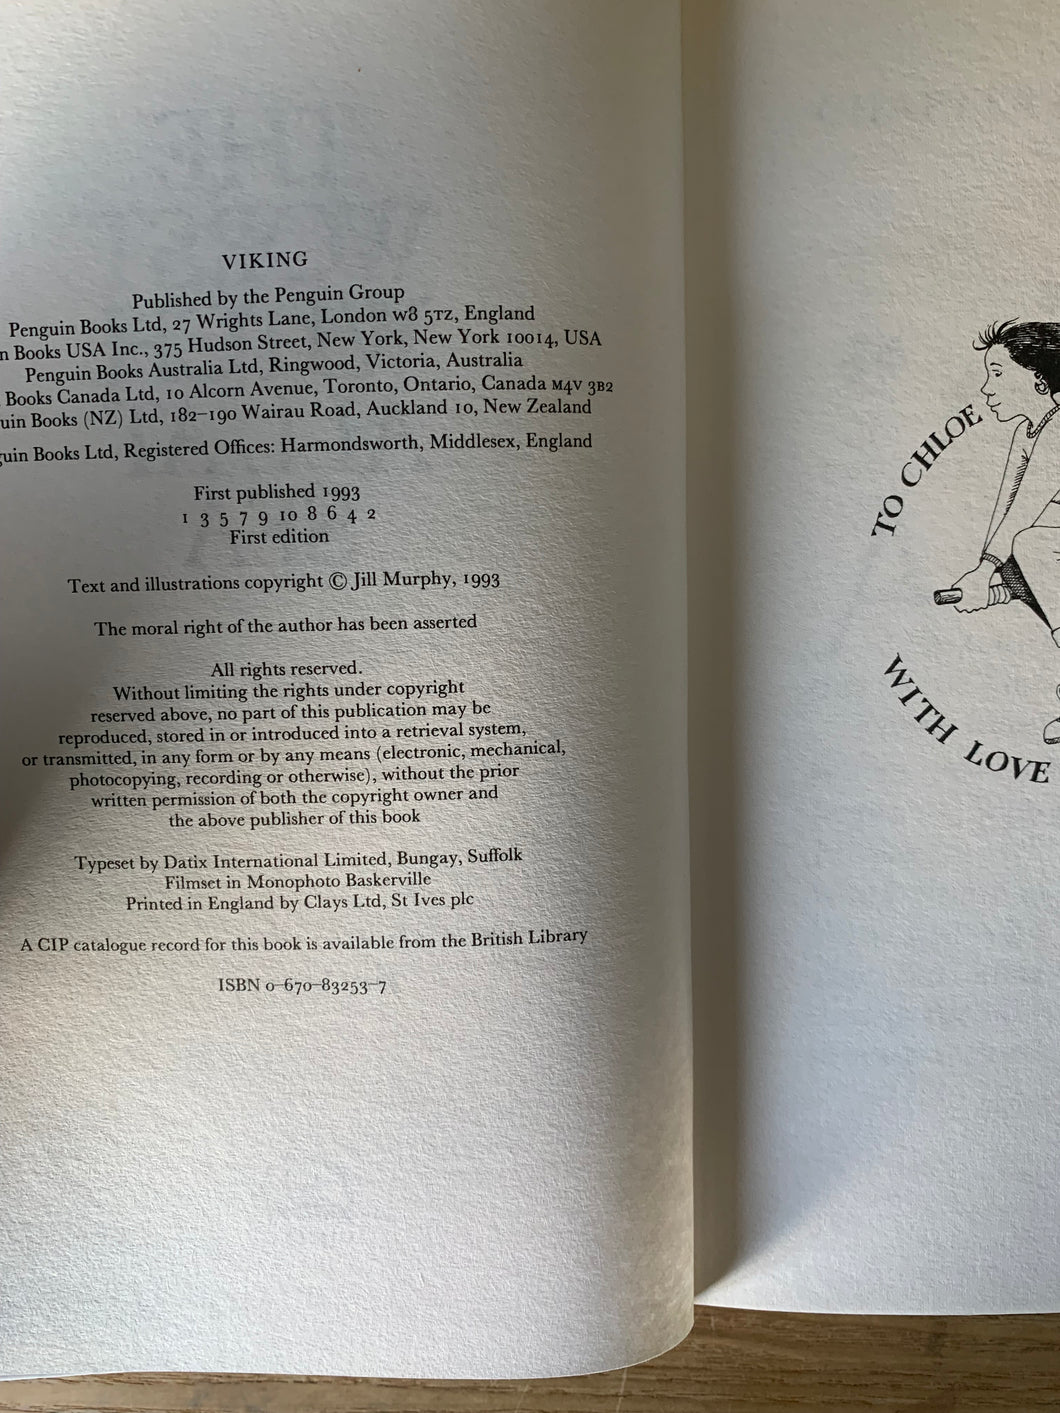 VIKING
Published by the Penguin Group
Penguin Books Ltd, 27 Wrights Lane, London W8 5TZ, England
n Books USA Inc., 375 Hudson Street, New York, New York 10014, USA
Penguin Books Australia Ltd, Ringwood, Victoria, Australia
Books Canada Ltd, 10 Alcorn Avenue, Toronto, Ontario, Canada M4V 3B2
uin Books (NZ) Ltd, 182–190 Wairau Road, Auckland 10, New Zealand
guin Books Ltd, Registered Offices: Harmondsworth, Middlesex, England
First published 1993
1 3 5 7 9 10 8 6 4 2
First edition
Text and illustrations copyright © Jill Murphy, 1993
The moral right of the author has been asserted
All rights reserved.
Without limiting the rights under copyright
reserved above, no part of this publication may be
reproduced, stored in or introduced into a retrieval system,
or transmitted, in any form or by any means (electronic, mechanical,
photocopying, recording or otherwise), without the prior
written permission of both the copyright owner and
the above publisher of this book
Typeset by Datix International Limited, Bungay, Suffolk
Filmset in Monophoto Baskerville
Printed in England by Clays Ltd, St Ives plc
A CIP catalogue record for this book is available from the British Library
ISBN 0–670–83253–7
TO CHLOE
WITH LOVE